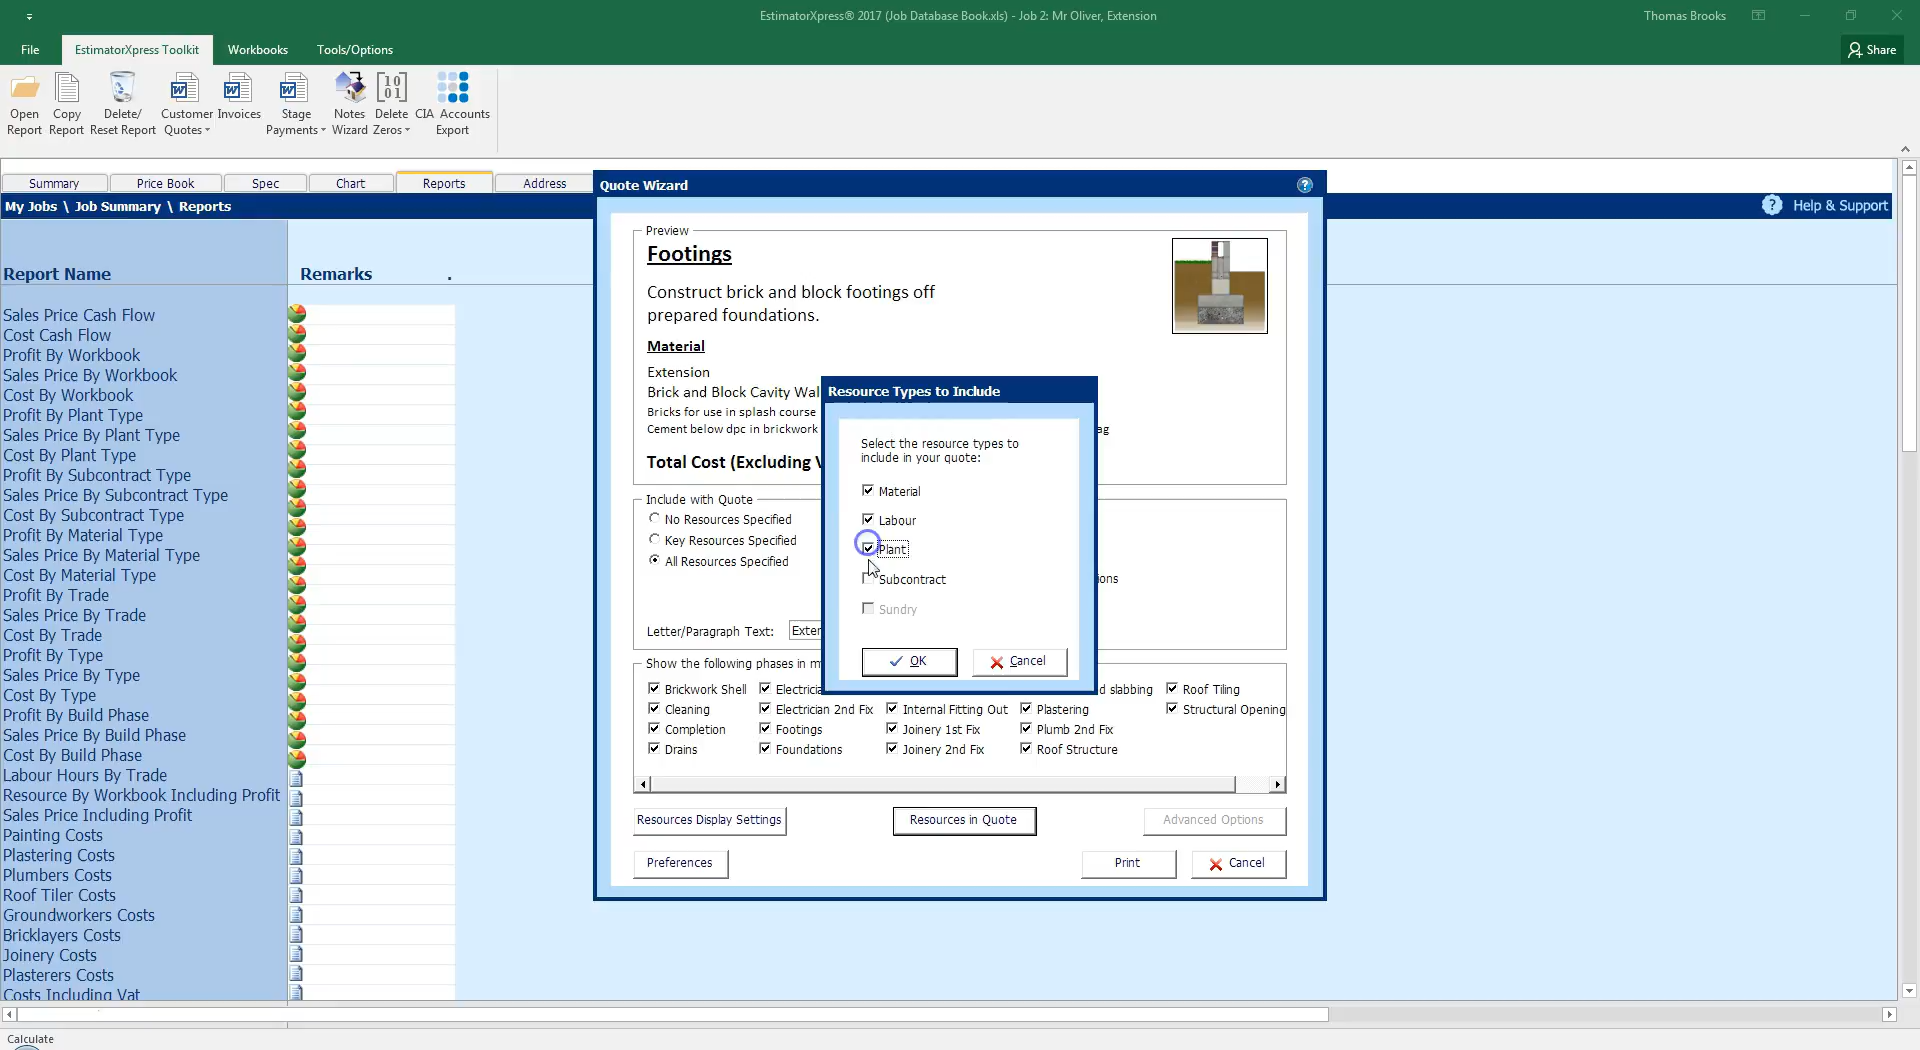 EstimatorXpress® 2017 (Job Database Book.xls) - Job 2: Mr Oliver, Extension
Thomas Brooks
File
EstimatorXpress Toolkit
Workbooks
Tools/Options
Share
Open Report
Copy Report
Delete/ Reset Report
Customer Quotes
Invoices
Stage Payments
Notes Wizard
Delete Zeros
CIA Accounts Export
Summary
Price Book
Spec
Chart
Reports
Address
My Jobs \ Job Summary \ Reports
Help & Support
Report Name
Remarks .
Sales Price Cash Flow
Cost Cash Flow
Profit By Workbook
Sales Price By Workbook
Cost By Workbook
Profit By Plant Type
Sales Price By Plant Type
Cost By Plant Type
Profit By Subcontract Type
Sales Price By Subcontract Type
Cost By Subcontract Type
Profit By Material Type
Sales Price By Material Type
Cost By Material Type
Profit By Trade
Sales Price By Trade
Cost By Trade
Profit By Type
Sales Price By Type
Cost By Type
Profit By Build Phase
Sales Price By Build Phase
Cost By Build Phase
Labour Hours By Trade
Resource By Workbook Including Profit
Sales Price Including Profit
Painting Costs
Plastering Costs
Plumbers Costs
Roof Tiler Costs
Groundworkers Costs
Bricklayers Costs
Joinery Costs
Plasterers Costs
Costs Including Vat
Quote Wizard
Preview
Footings
Construct brick and block footings off
prepared foundations.
Material
Extension
Brick and Block Cavity Wal
Bricks for use in splash course
Cement below dpc in brickwork
ag
Total Cost (Excluding V
Include with Quote
No Resources Specified
Key Resources Specified
All Resources Specified
ions
Letter/Paragraph Text:
Exten
Show the following phases in m
Brickwork Shell
Electricia
d slabbing
Roof Tiling
Cleaning
Electrician 2nd Fix
Internal Fitting Out
Plastering
Structural Opening
Completion
Footings
Joinery 1st Fix
Plumb 2nd Fix
Drains
Foundations
Joinery 2nd Fix
Roof Structure
Resources Display Settings
Resources in Quote
Advanced Options
Preferences
Print
Cancel
Resource Types to Include
Select the resource types to
include in your quote:
Material
Labour
Plant
Subcontract
Sundry
OK
Cancel
Calculate